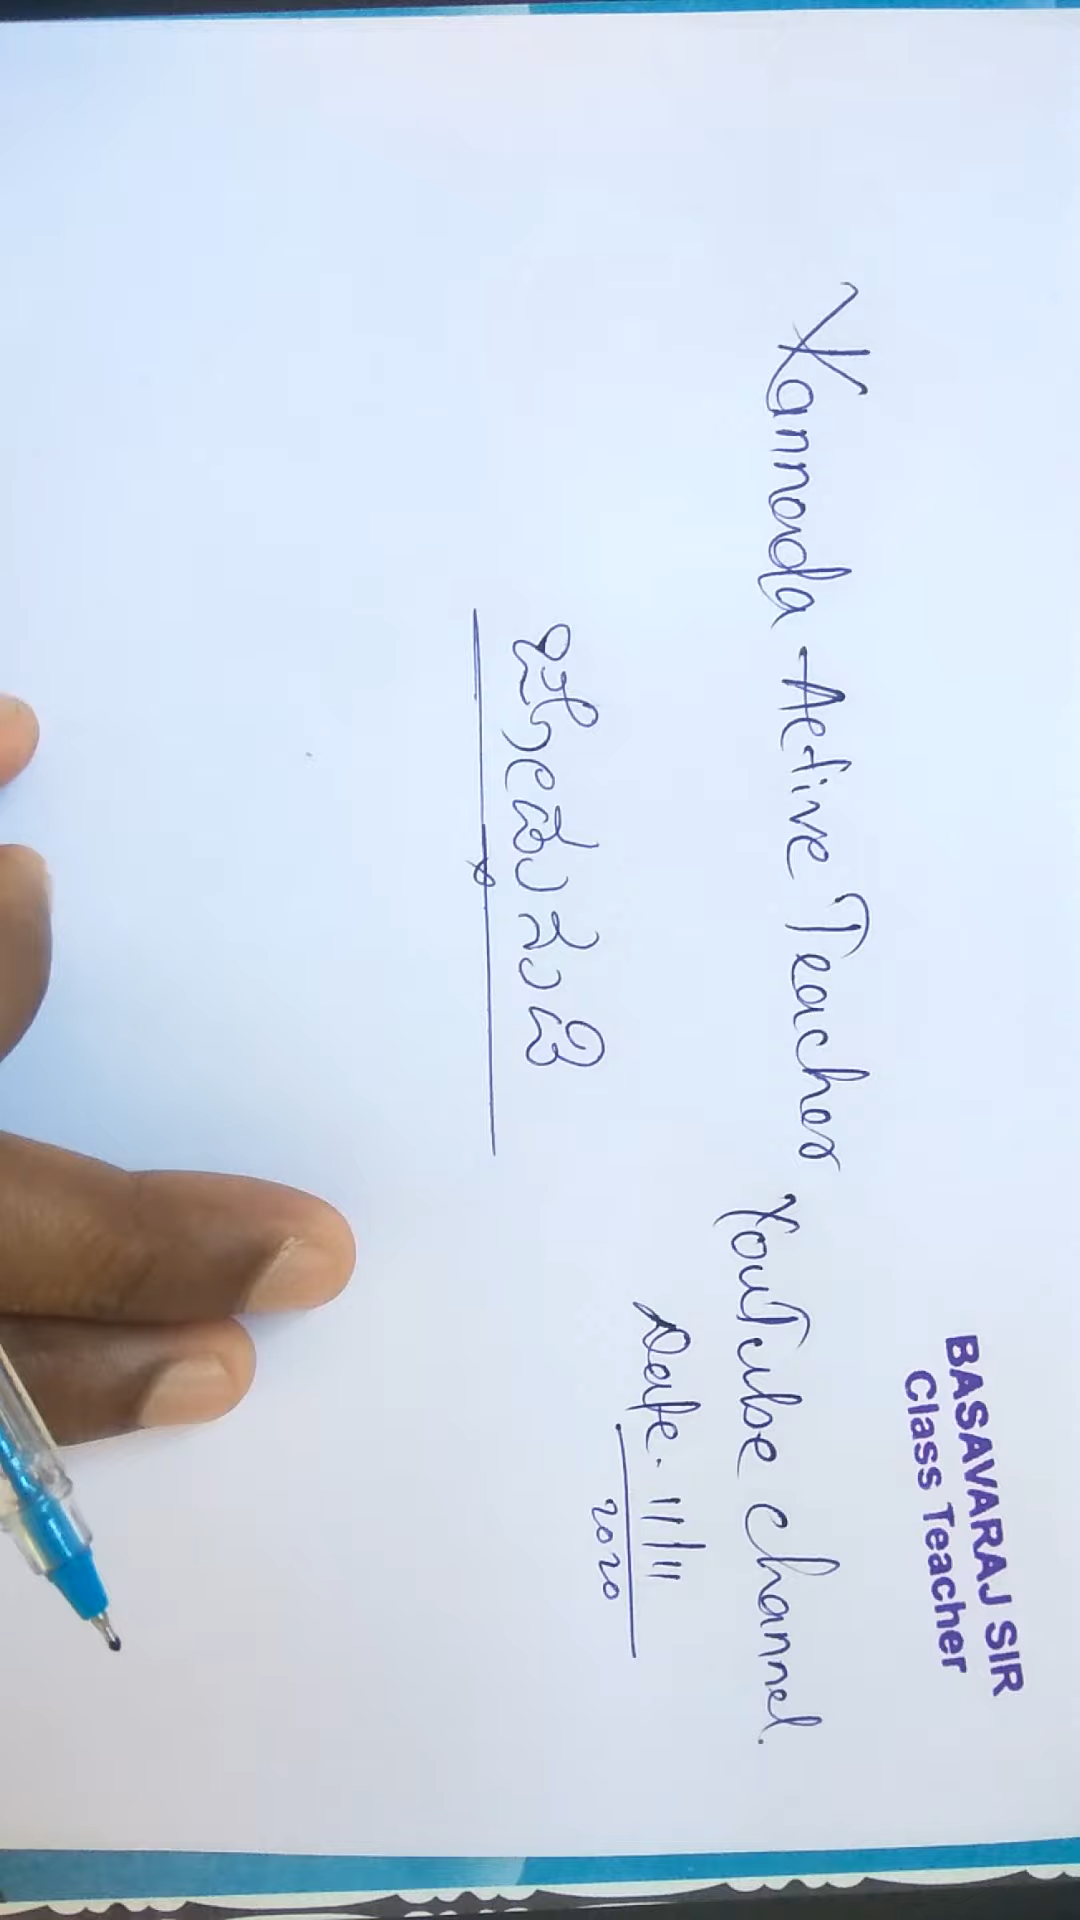 BASAVARAJ SIR
Class Teacher
Kannada Active Teacher YouTube channel.
Date. 11/11
2020
ಜೇಡು ನುಡಿ